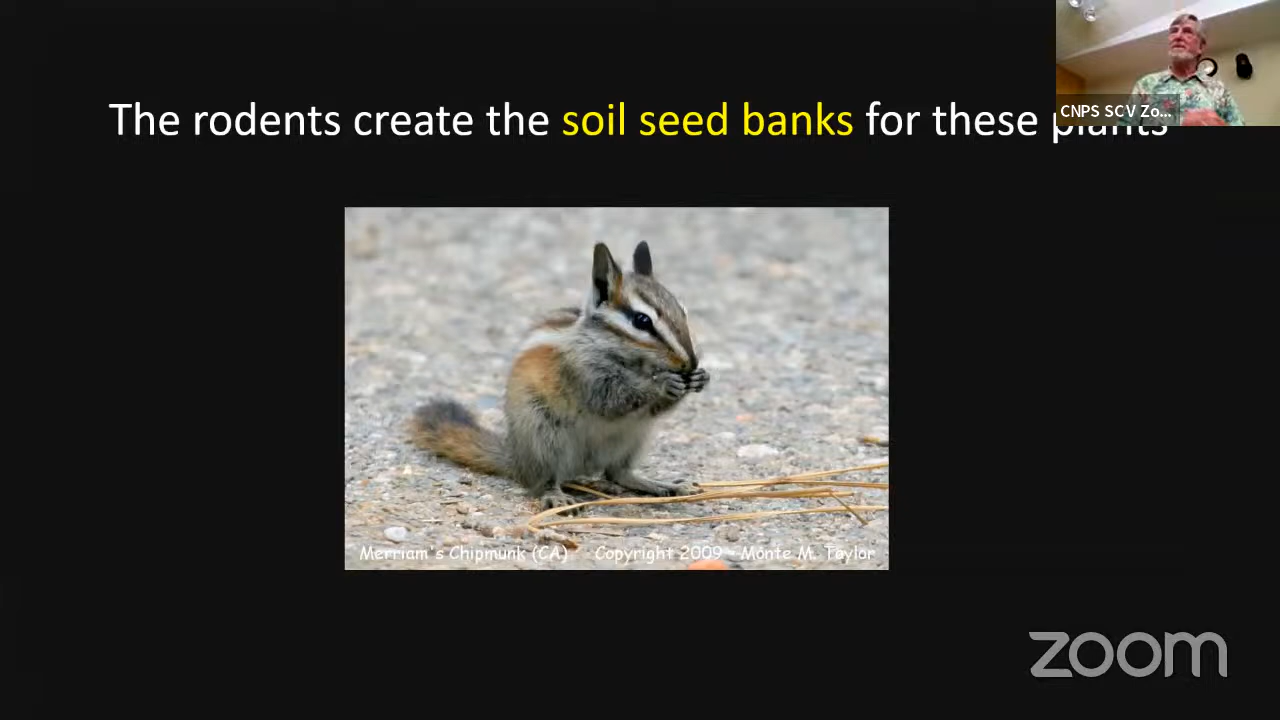 The rodents create the soil seed banks for these plants
CNPS SCV Zo...
Merriam's Chipmunk (CA) Copyright 2009 - Monte M. Taylor
zoom